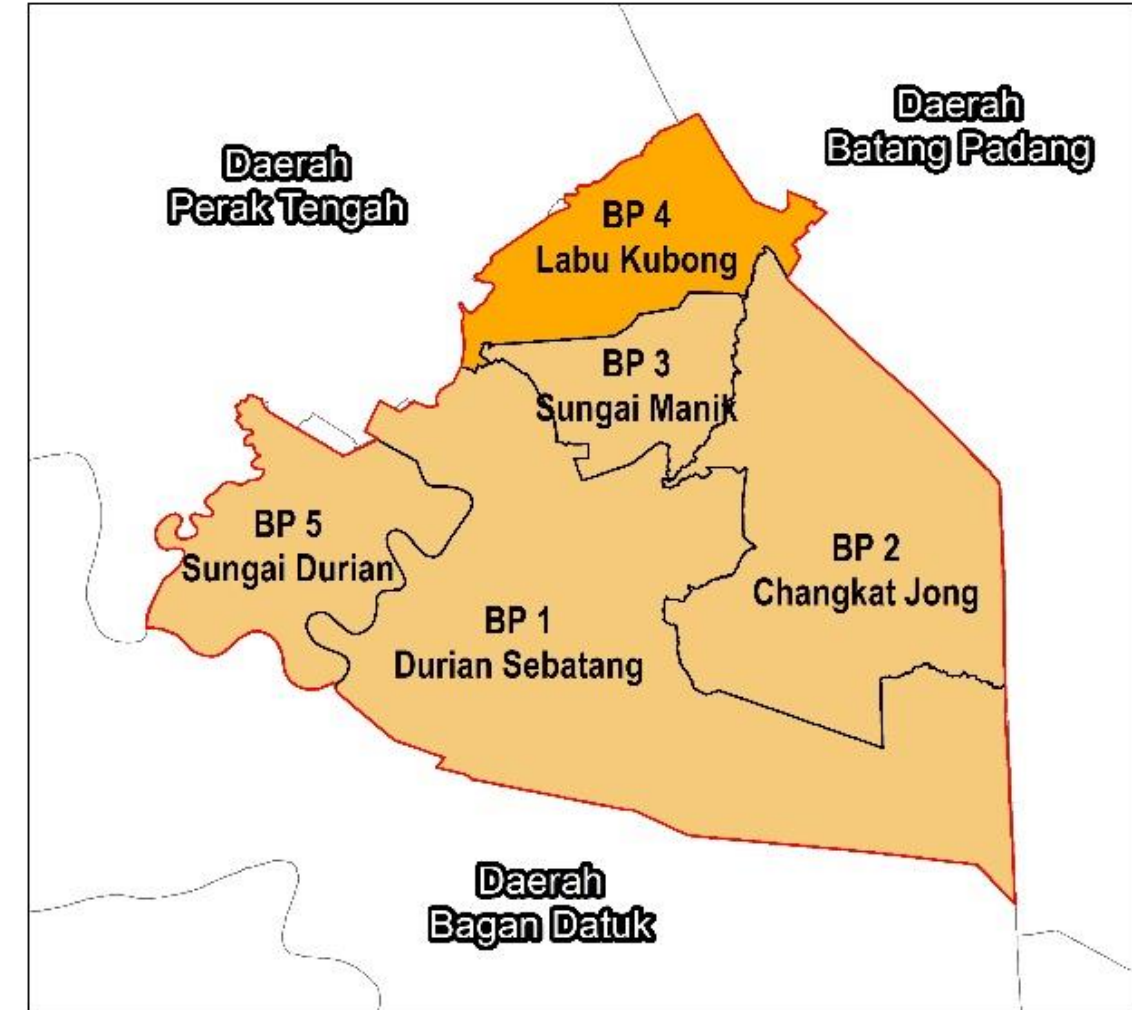 Daerah
Batang Padang
Daerah
Perak Tengah
BP 4
Labu Kubong
BP 3
Sungai Manik
BP 5
Sungai Durian
BP 2
Changkat Jong
BP 1
Durian Sebatang
Daerah
Bagan Datuk